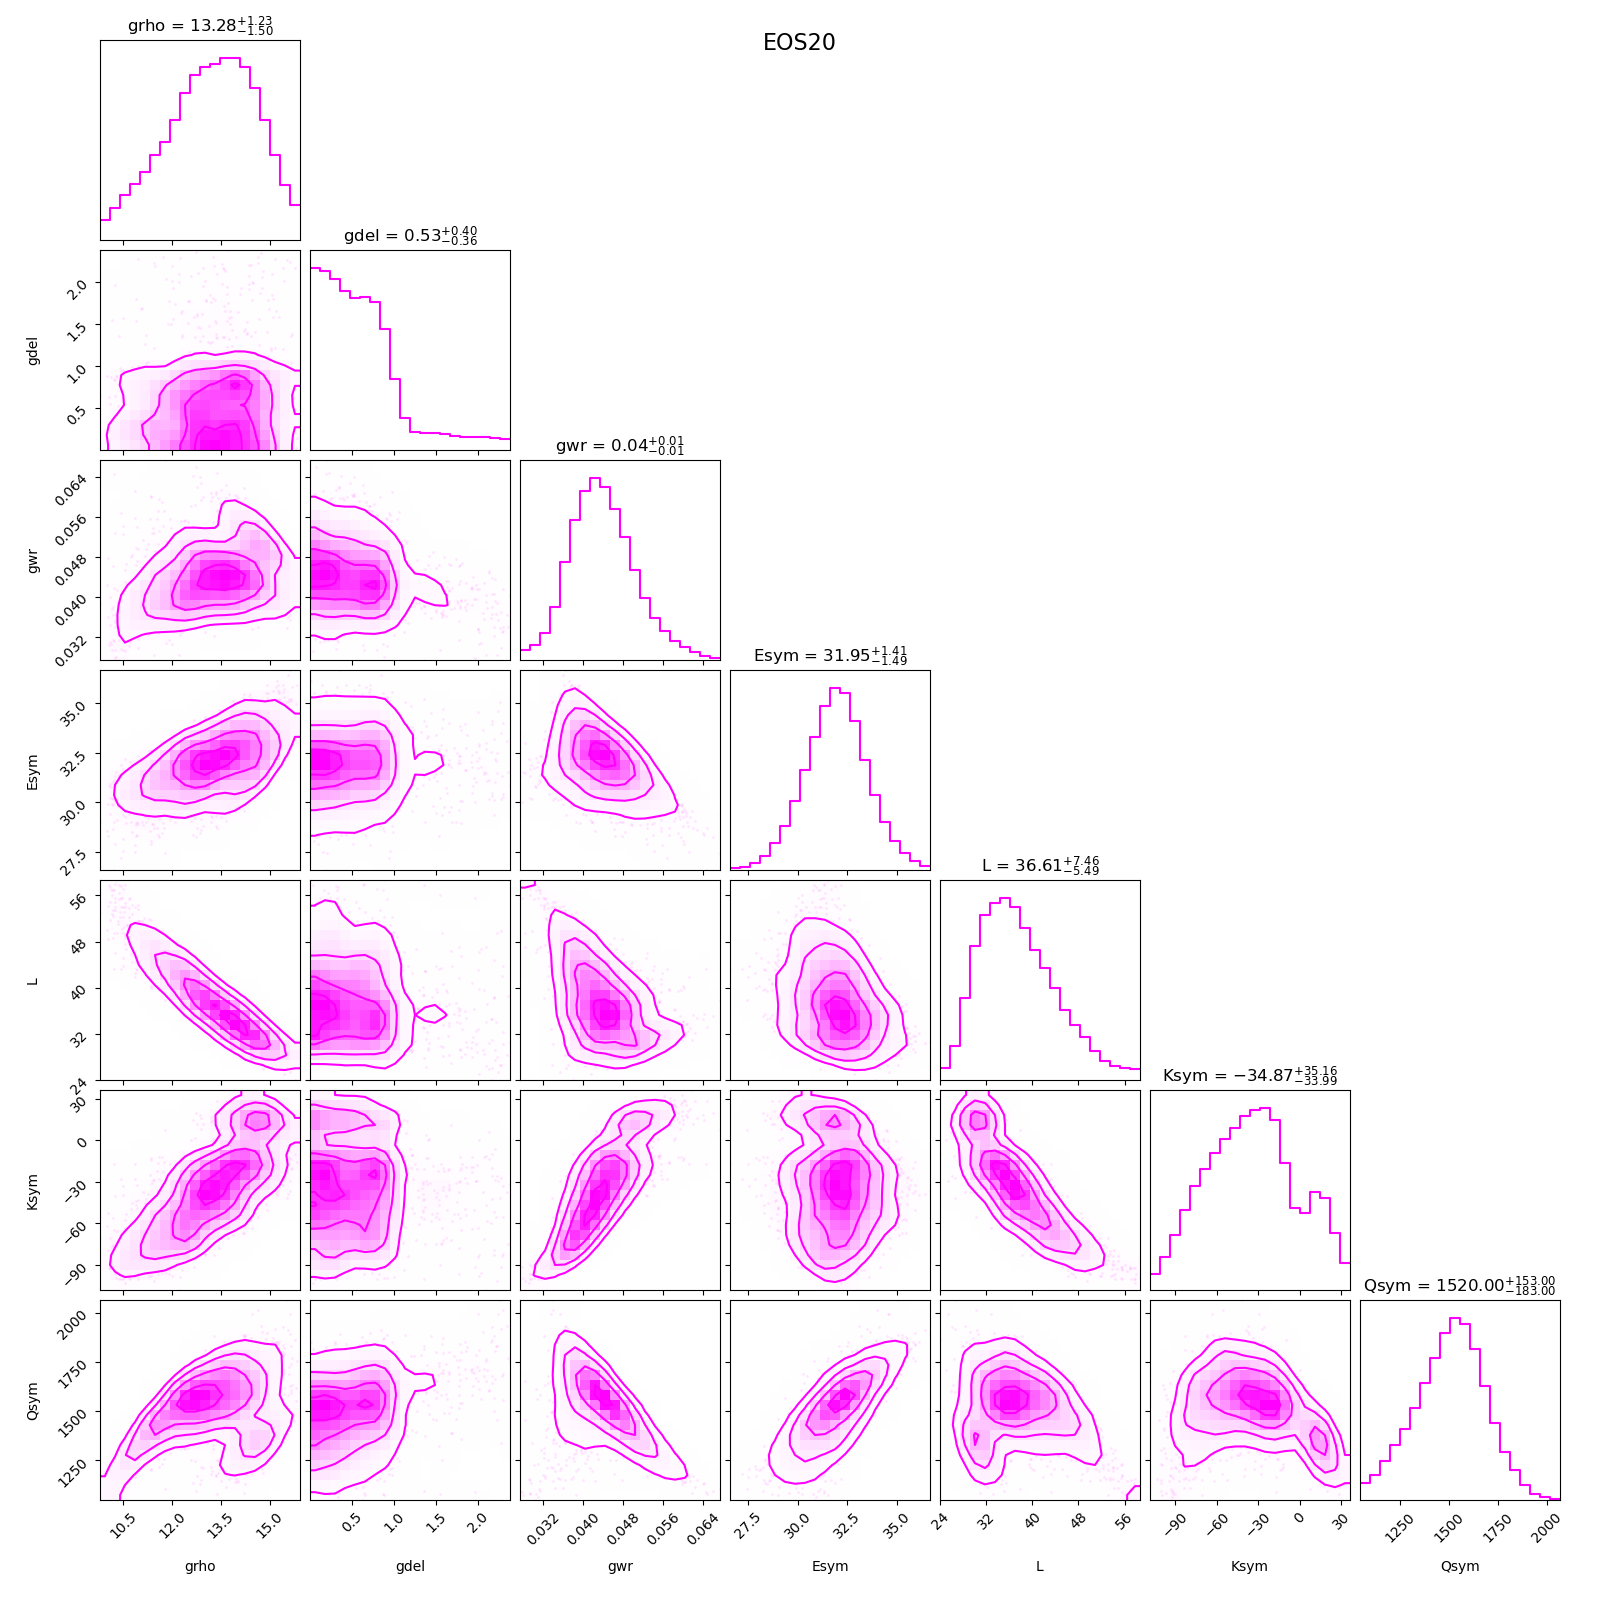 EOS20
grho = 13.28+1.23−1.50
gdel = 0.53+0.40−0.36
2.0
1.5
1.0
0.5
gdel
gwr = 0.04+0.01−0.01
0.064
0.056
0.048
0.040
0.032
gwr
Esym = 31.95+1.41−1.49
35.0
32.5
30.0
27.5
Esym
L = 36.61+7.46−5.49
56
48
40
32
24
L
Ksym = −34.87+35.16−33.99
30
0
−30
−60
−90
Ksym
Qsym = 1520.00+153.00−183.00
2000
1750
1500
1250
Qsym
10.5 12.0 13.5 15.0 0.5 1.0 1.5 2.0 0.032 0.040 0.048 0.056 0.064 27.5 30.0 32.5 35.0 24 32 40 48 56 −90 −60 −30 0 30 1250 1500 1750 2000
grho gdel gwr Esym L Ksym Qsym